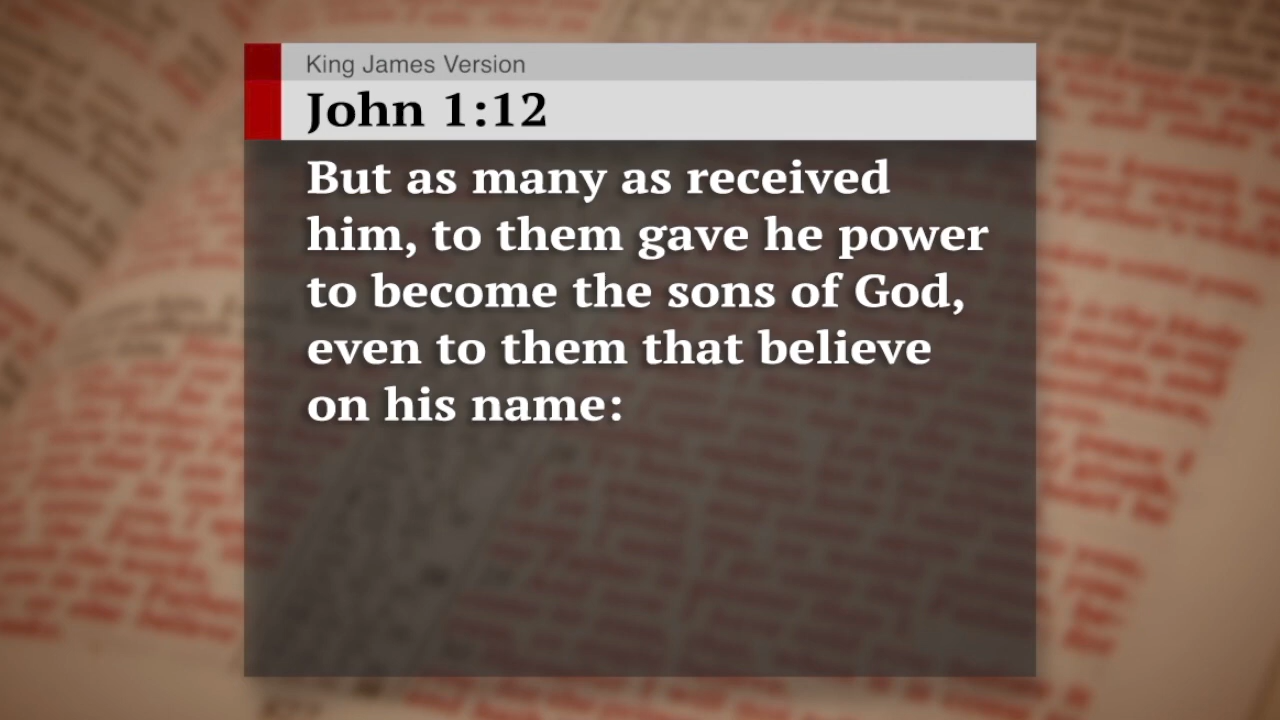 King James Version
John 1:12
But as many as received
him, to them gave he power
to become the sons of God,
even to them that believe
on his name: